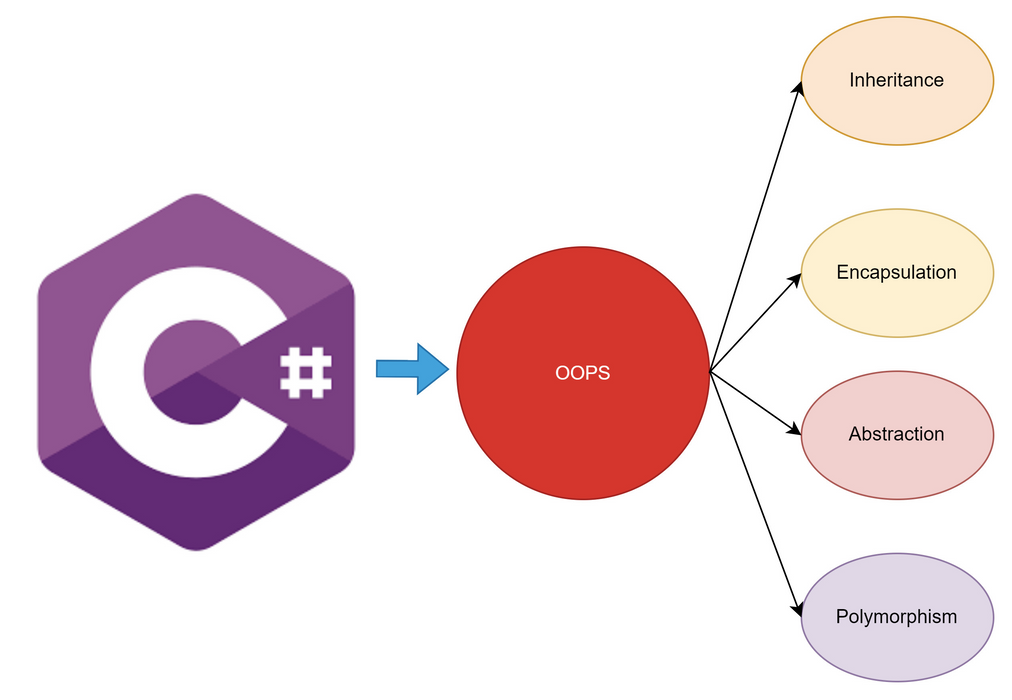 C#
OOPS
Inheritance
Encapsulation
Abstraction
Polymorphism